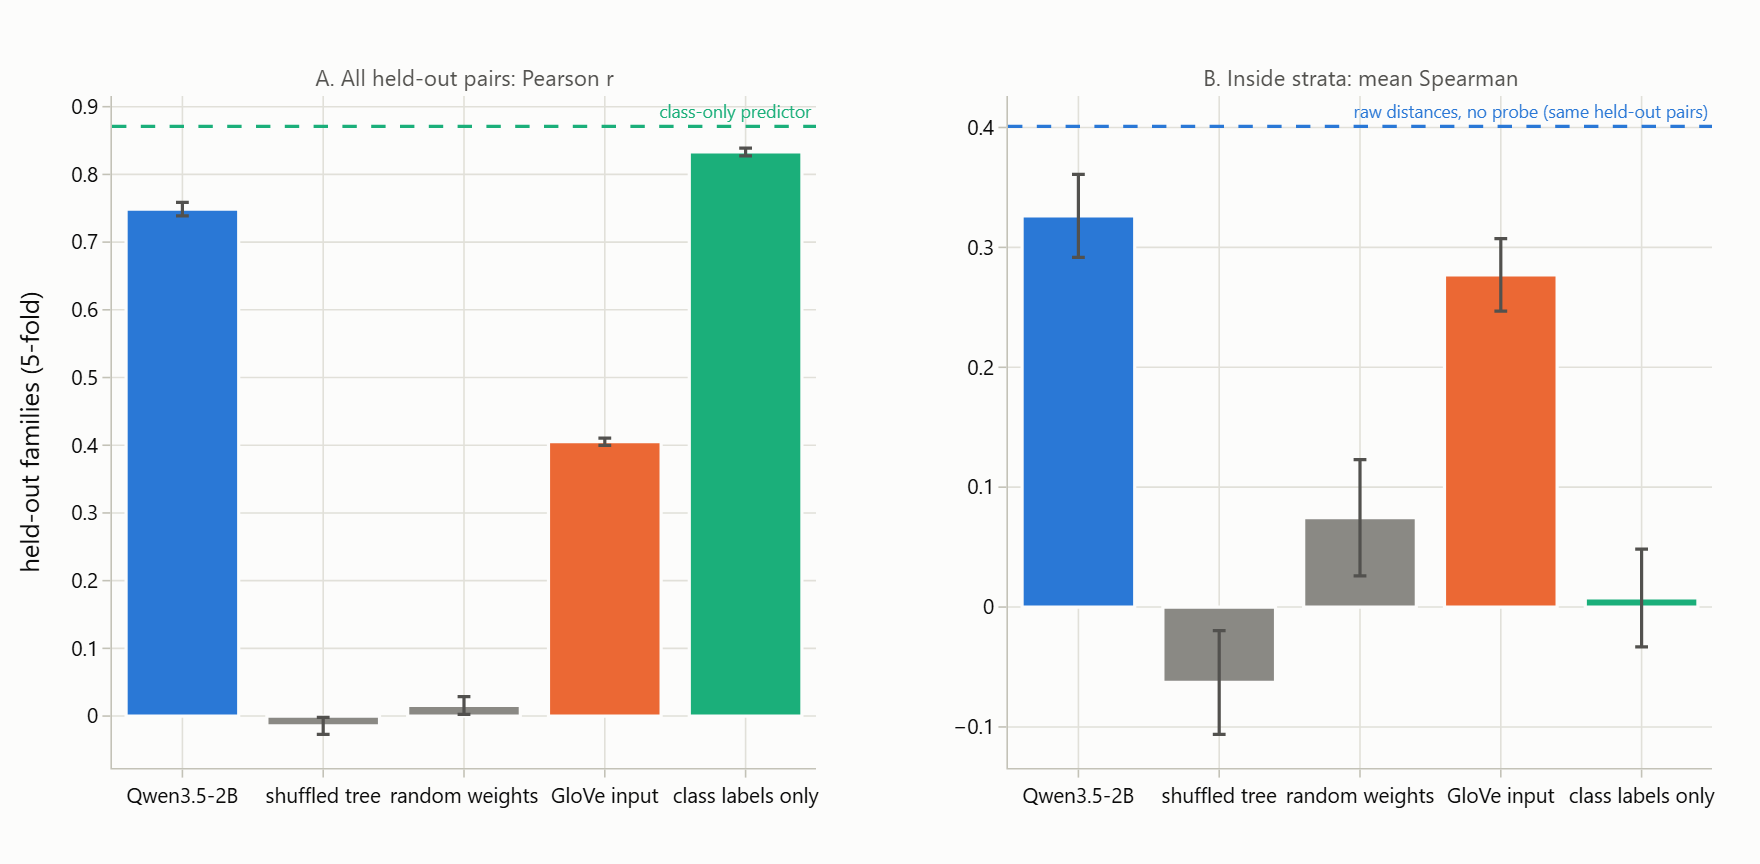 A. All held-out pairs: Pearson r
class-only predictor
held-out families (5-fold)
0.9
0.8
0.7
0.6
0.5
0.4
0.3
0.2
0.1
0
Qwen3.5-2B
shuffled tree
random weights
GloVe input
class labels only
B. Inside strata: mean Spearman
raw distances, no probe (same held-out pairs)
0.4
0.3
0.2
0.1
0
−0.1
Qwen3.5-2B
shuffled tree
random weights
GloVe input
class labels only